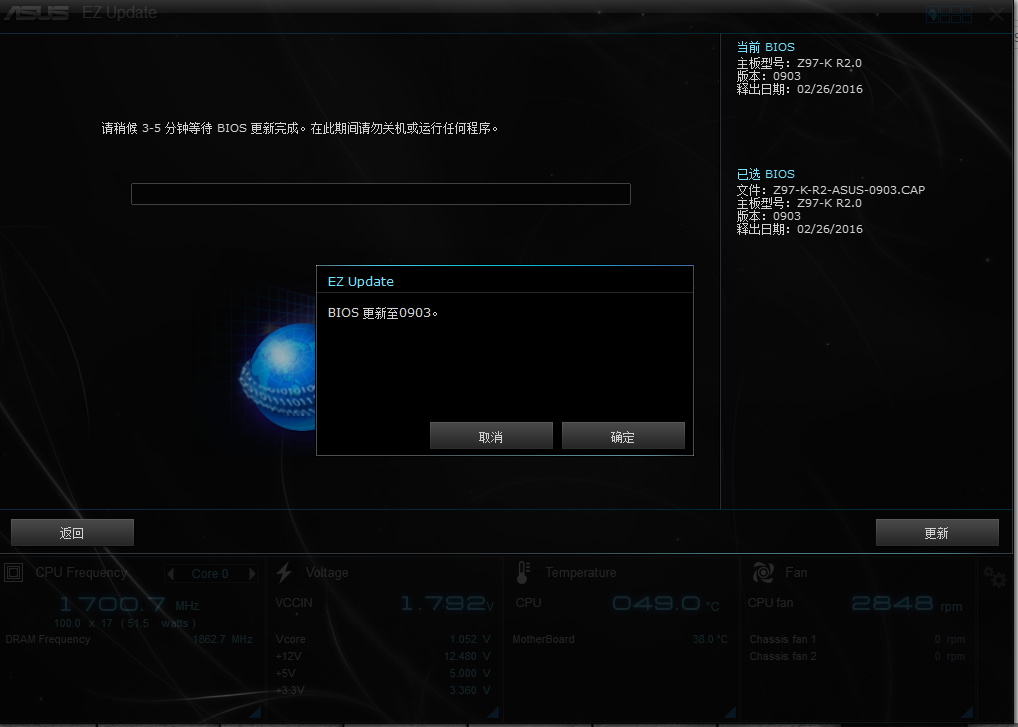 ASUS EZ Update
当前 BIOS
主板型号: Z97-K R2.0
版本: 0903
释出日期: 02/26/2016
请稍候 3-5 分钟等待 BIOS 更新完成。在此期间请勿关机或运行任何程序。
已选 BIOS
文件: Z97-K-R2-ASUS-0903.CAP
主板型号: Z97-K R2.0
版本: 0903
释出日期: 02/26/2016
EZ Update
BIOS 更新至0903。
取消 确定
返回 更新
CPU Frequency Core 0
1700.7 MHz
100.0 x 17 ( 51.5 watts )
DRAM Frequency 1862.7 MHz
Voltage
VCCIN 1.792 V
Vcore 1.052 V
+12V 12.480 V
+5V 5.000 V
+3.3V 3.360 V
Temperature
CPU 049.0 °C
MotherBoard 38.0 °C
Fan
CPU fan 2848 rpm
Chassis fan 1 0 rpm
Chassis fan 2 0 rpm